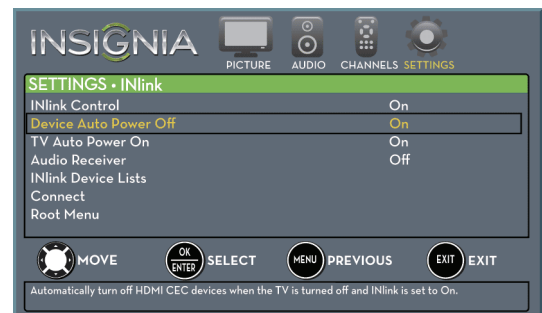 INSIGNIA
PICTURE AUDIO CHANNELS SETTINGS
SETTINGS • INlink
INlink Control On
Device Auto Power Off On
TV Auto Power On On
Audio Receiver Off
INlink Device Lists
Connect
Root Menu
MOVE OK ENTER SELECT MENU PREVIOUS EXIT EXIT
Automatically turn off HDMI CEC devices when the TV is turned off and INlink is set to On.